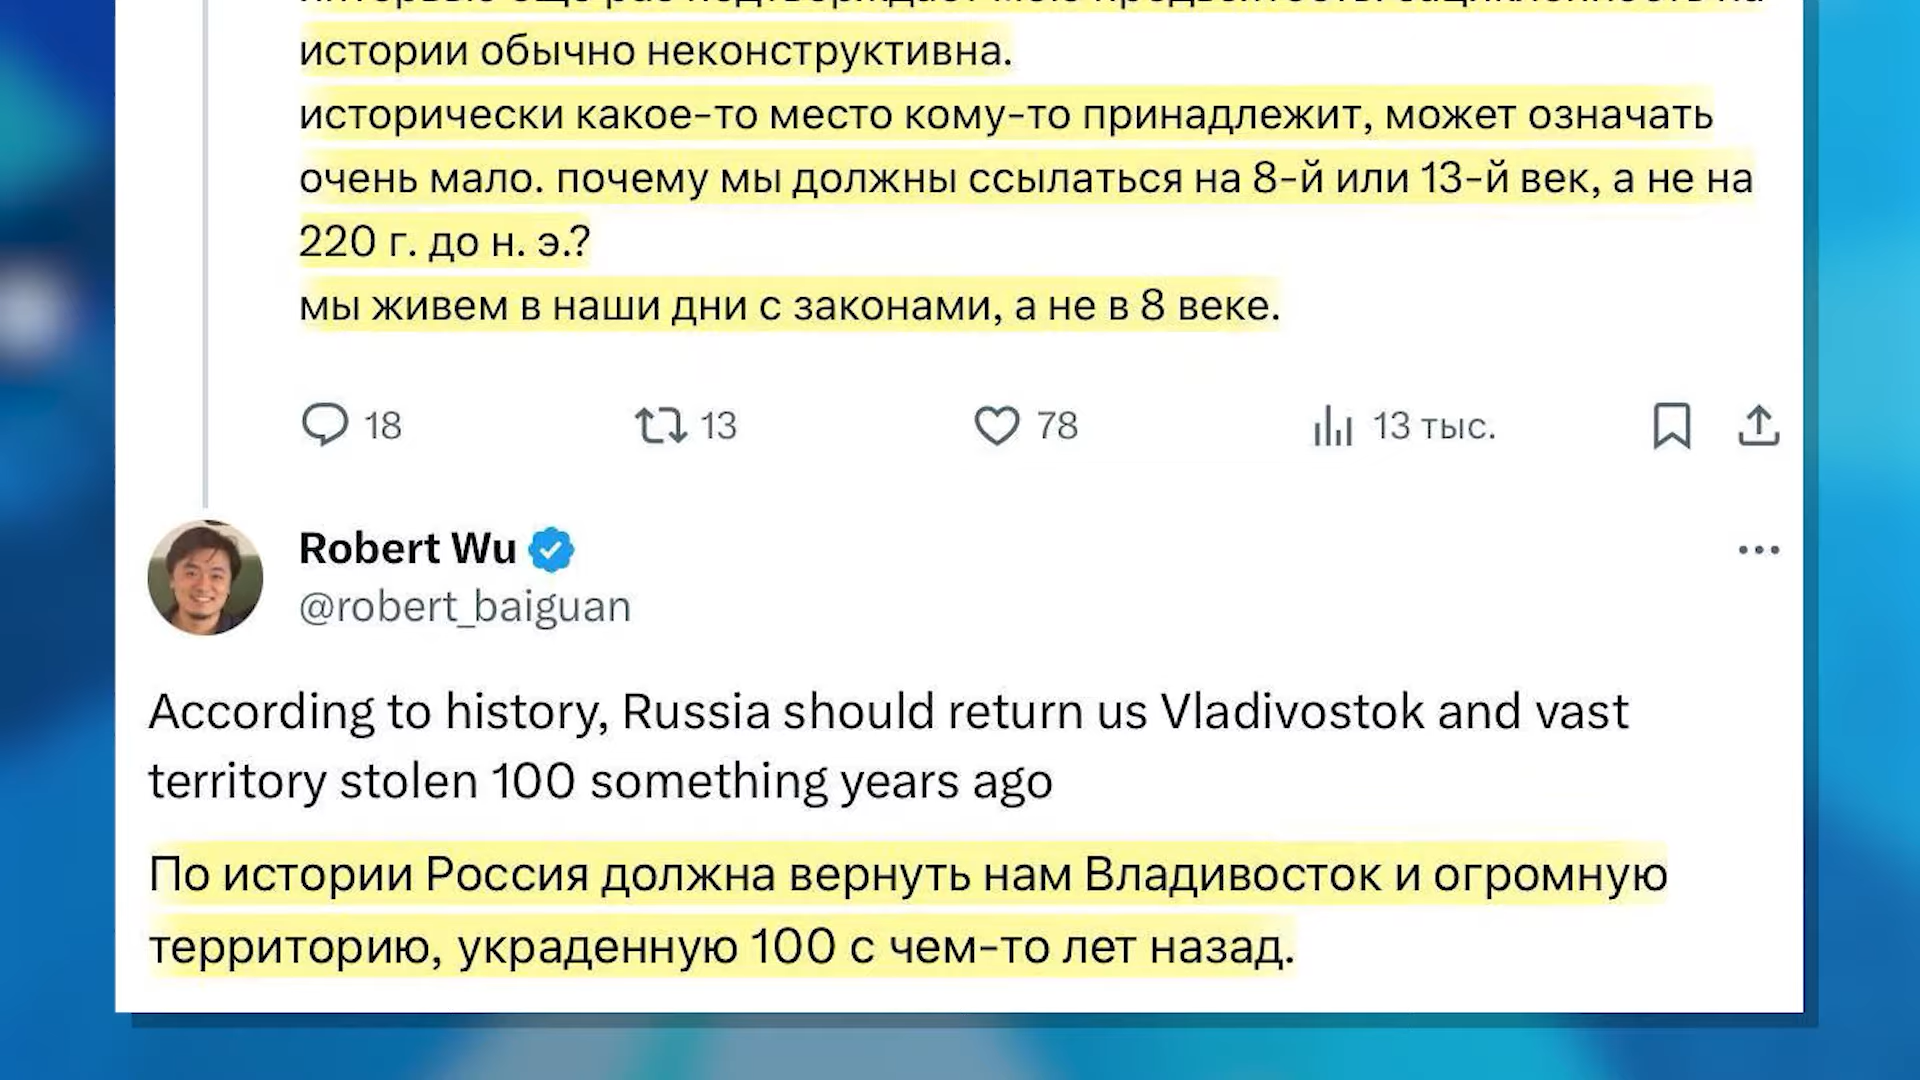 истории обычно неконструктивна.
исторически какое-то место кому-то принадлежит, может означать
очень мало. почему мы должны ссылаться на 8-й или 13-й век, а не на
220 г. до н. э.?
мы живем в наши дни с законами, а не в 8 веке.
18 13 78 13 тыс.
Robert Wu
@robert_baiguan
According to history, Russia should return us Vladivostok and vast
territory stolen 100 something years ago
По истории Россия должна вернуть нам Владивосток и огромную
территорию, украденную 100 с чем-то лет назад.